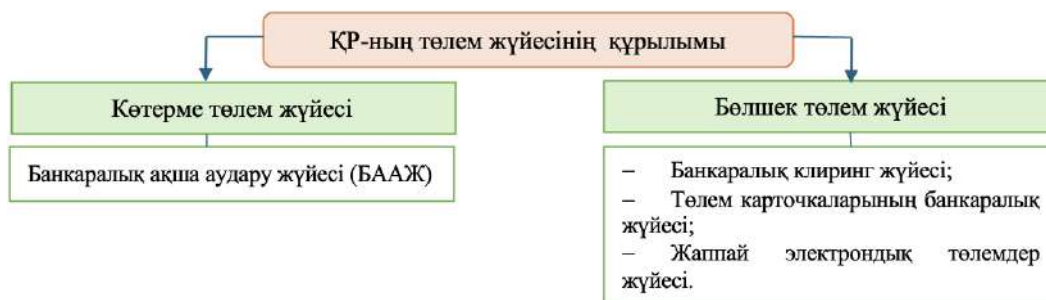 ҚР-ның төлем жүйесінің құрылымы
Көтерме төлем жүйесі
Банкаралық ақша аудару жүйесі (БААЖ)
Бөлшек төлем жүйесі
– Банкаралық клиринг жүйесі;
– Төлем карточкаларының банкаралық
жүйесі;
– Жаппай электрондық төлемдер
жүйесі.